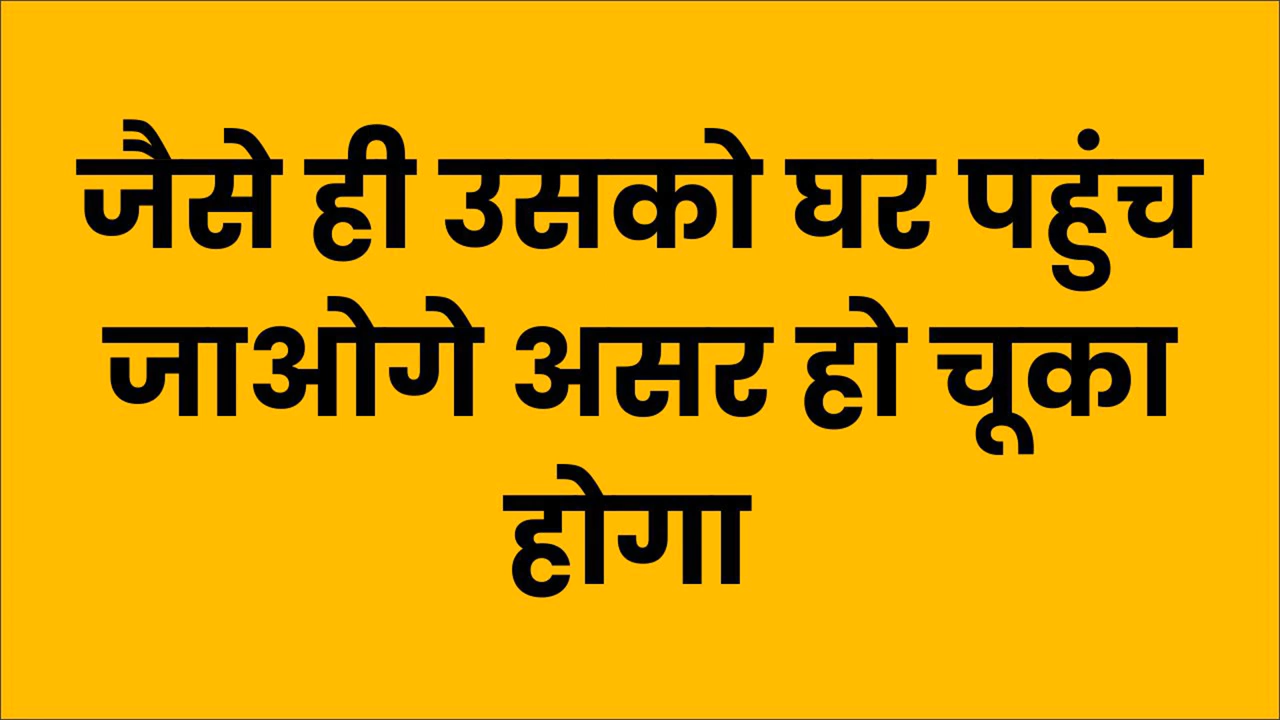 जैसे ही उसको घर पहुंच
जाओगे असर हो चूका
होगा